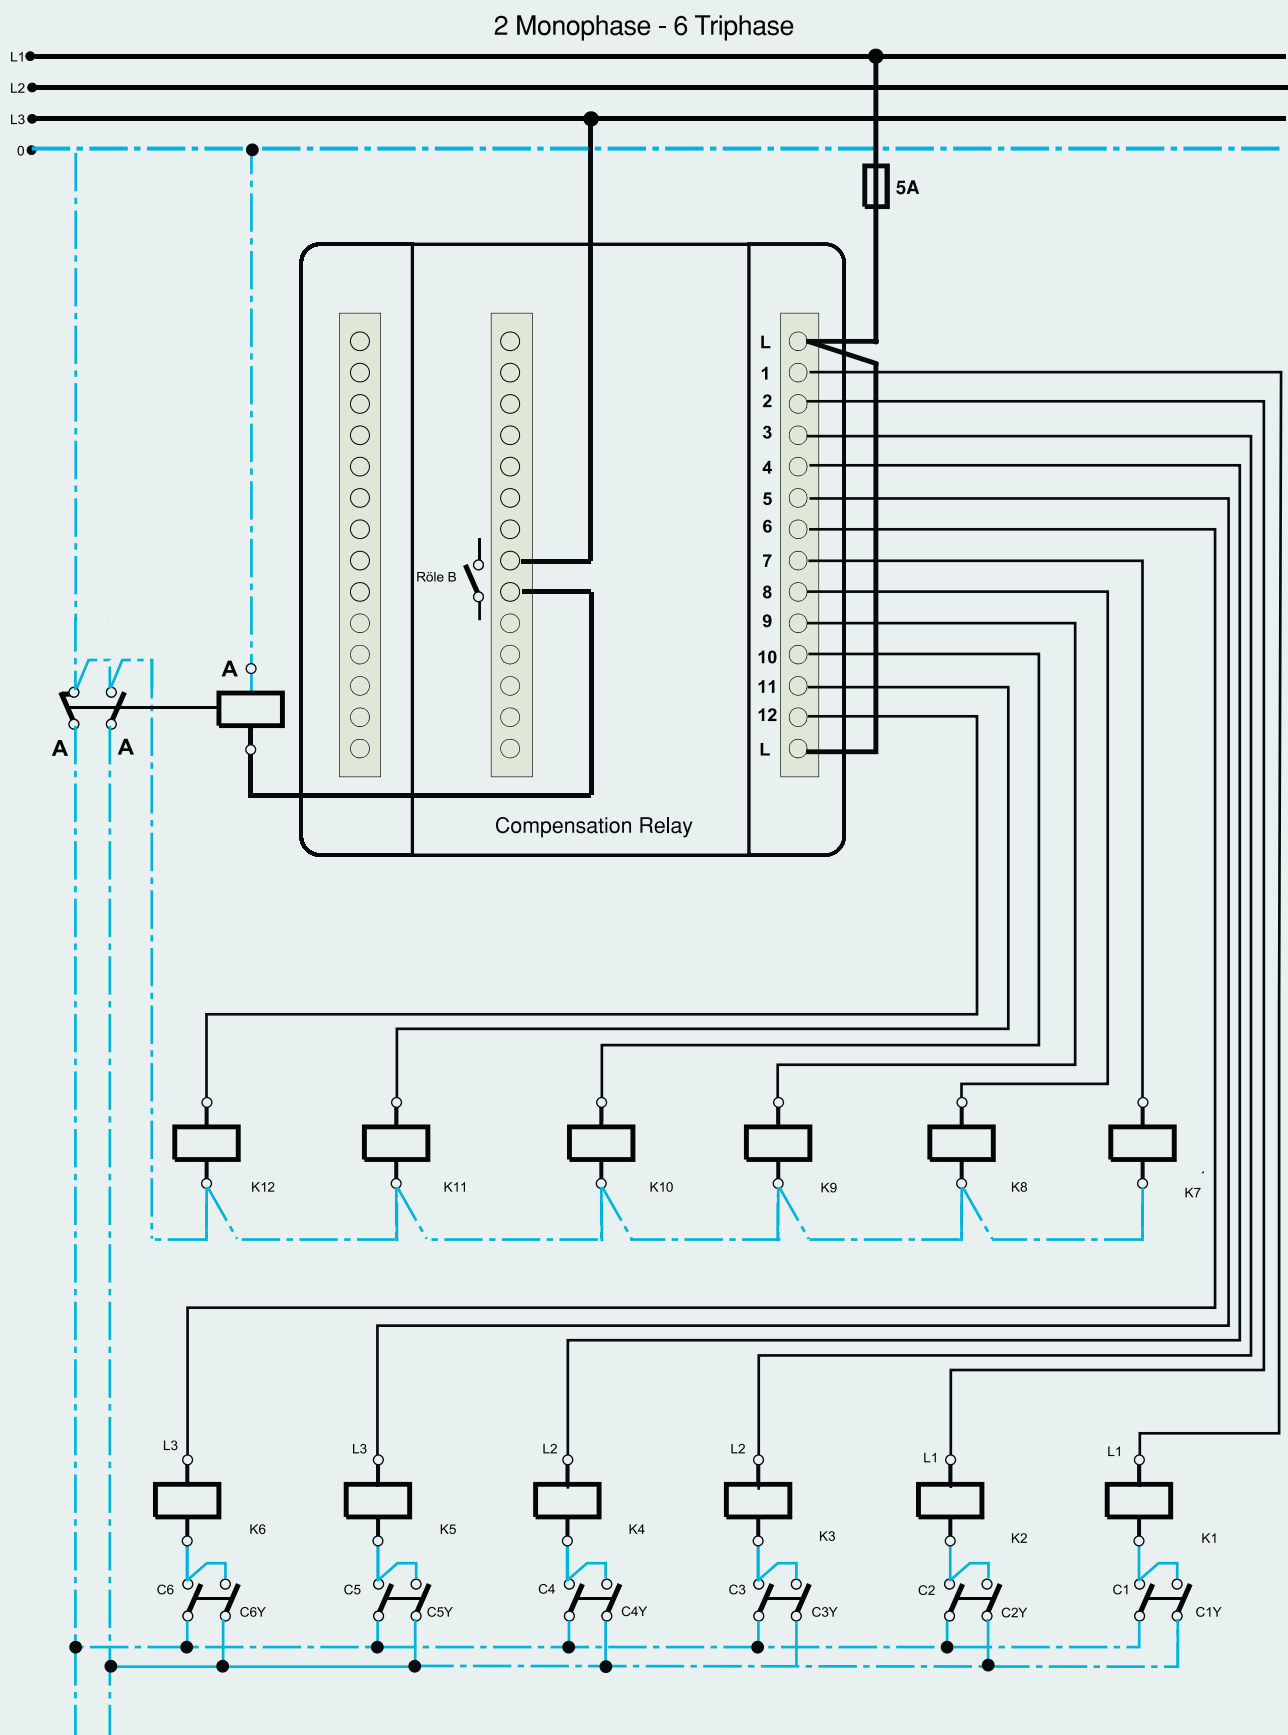 2 Monophase - 6 Triphase
L1
L2
L3
0
5A
L
1
2
3
4
5
6
7
8
9
10
11
12
L
Röle B
A
A
A
Compensation Relay
K12
K11
K10
K9
K8
K7
L3
L3
L2
L2
L1
L1
K6
K5
K4
K3
K2
K1
C6
C6Y
C5
C5Y
C4
C4Y
C3
C3Y
C2
C2Y
C1
C1Y